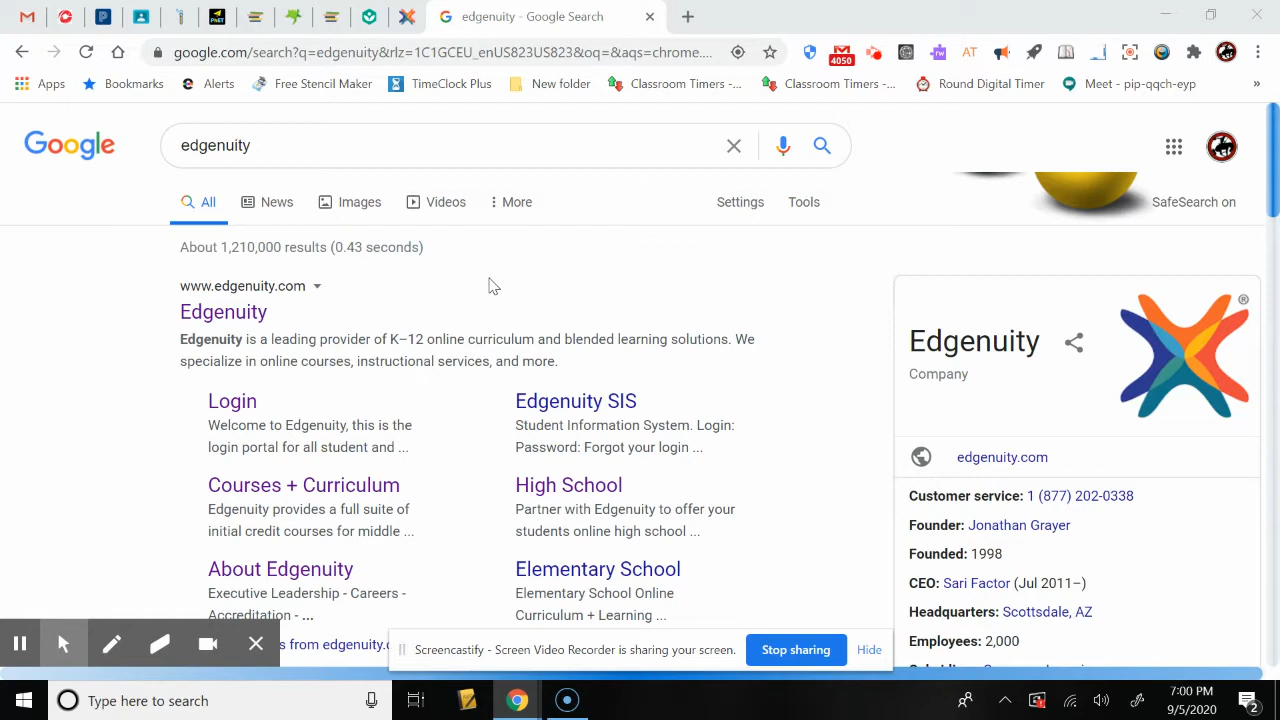 edgenuity - Google Search
google.com/search?q=edgenuity&rlz=1C1GCEU_enUS823US823&oq=&aqs=chrome....
4050
AT
rw
Apps
Bookmarks
Alerts
Free Stencil Maker
TimeClock Plus
New folder
Classroom Timers -...
Classroom Timers -...
Round Digital Timer
Meet - pip-qqch-eyp
»
Google
edgenuity
All
News
Images
Videos
More
Settings
Tools
SafeSearch on
About 1,210,000 results (0.43 seconds)
www.edgenuity.com
Edgenuity
Edgenuity is a leading provider of K–12 online curriculum and blended learning solutions. We
specialize in online courses, instructional services, and more.
Login
Welcome to Edgenuity, this is the
login portal for all student and ...
Edgenuity SIS
Student Information System. Login:
Password: Forgot your login ...
Courses + Curriculum
Edgenuity provides a full suite of
initial credit courses for middle ...
High School
Partner with Edgenuity to offer your
students online high school ...
About Edgenuity
Executive Leadership - Careers -
Accreditation - ...
Elementary School
Elementary School Online
Curriculum + Learning ...
s from edgenuity.c
Edgenuity
®
Company
edgenuity.com
Customer service: 1 (877) 202-0338
Founder: Jonathan Grayer
Founded: 1998
CEO: Sari Factor (Jul 2011–)
Headquarters: Scottsdale, AZ
Employees: 2,000
Screencastify - Screen Video Recorder is sharing your screen.
Stop sharing
Hide
Type here to search
7:00 PM
9/5/2020
2